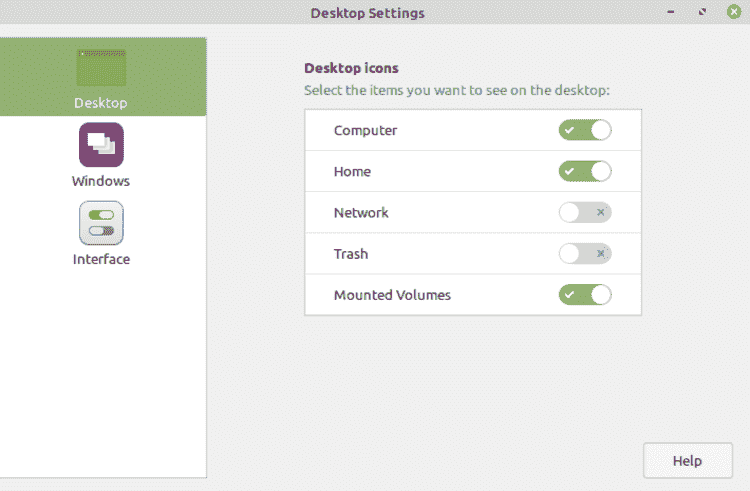 Desktop Settings
Desktop
Windows
Interface
Desktop icons
Select the items you want to see on the desktop:
Computer
Home
Network
Trash
Mounted Volumes
Help